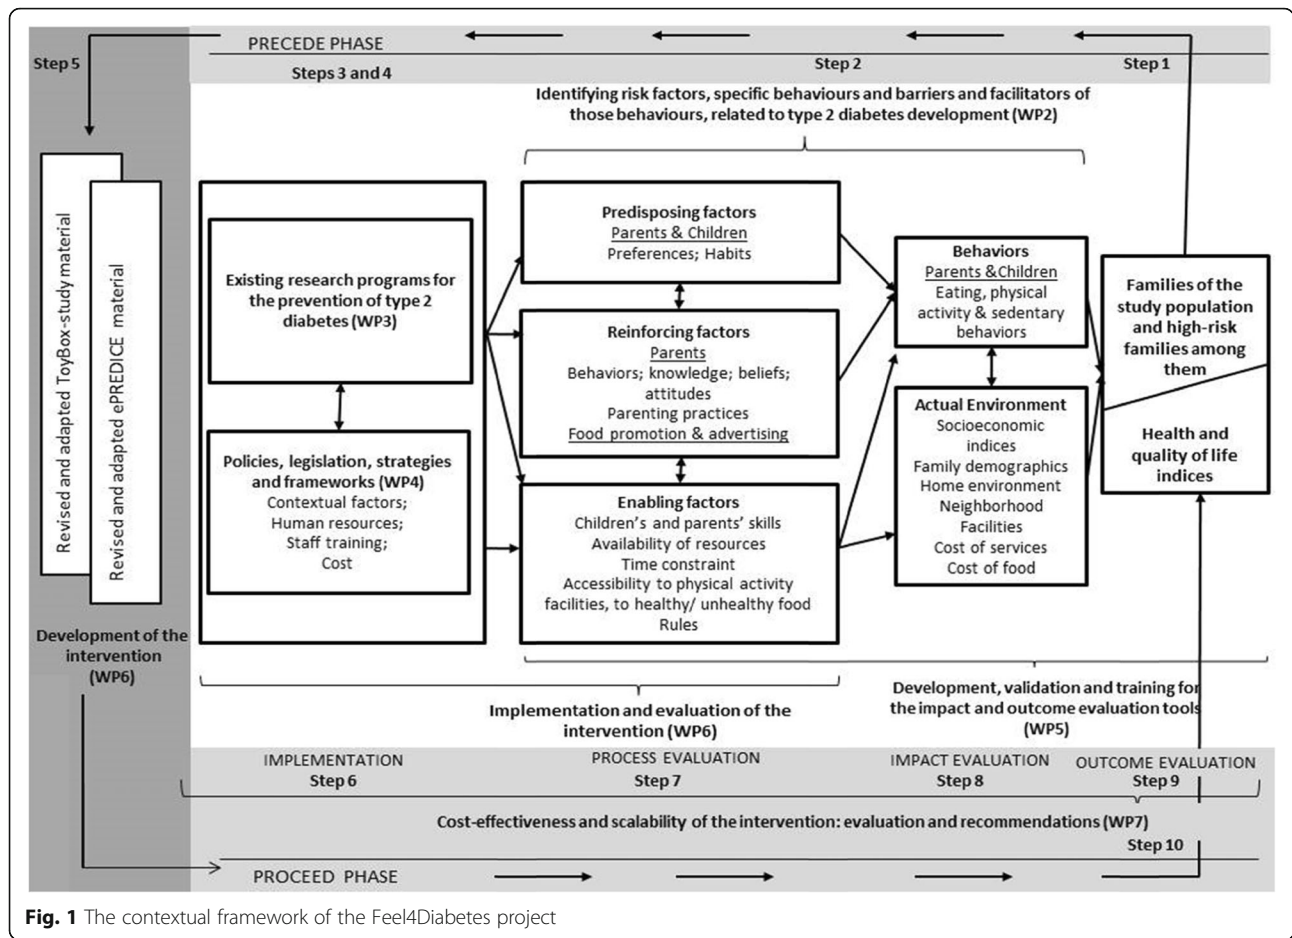 PRECEDE PHASE
Step 5
Steps 3 and 4
Step 2
Step 1
Identifying risk factors, specific behaviours and barriers and facilitators of
those behaviours, related to type 2 diabetes development (WP2)
Revised and adapted ToyBox-study material
Revised and adapted ePREDICE material
Existing research programs for
the prevention of type 2
diabetes (WP3)
Policies, legislation, strategies
and frameworks (WP4)
Contextual factors;
Human resources;
Staff training;
Cost
Predisposing factors
Parents & Children
Preferences; Habits
Reinforcing factors
Parents
Behaviors; knowledge; beliefs;
attitudes
Parenting practices
Food promotion & advertising
Enabling factors
Children's and parents' skills
Availability of resources
Time constraint
Accessibility to physical activity
facilities, to healthy/ unhealthy food
Rules
Behaviors
Parents &Children
Eating, physical
activity & sedentary
behaviors
Actual Environment
Socioeconomic
indices
Family demographics
Home environment
Neighborhood
Facilities
Cost of services
Cost of food
Families of the
study population
and high-risk
families among
them
Health and
quality of life
indices
Development of the
intervention
(WP6)
Implementation and evaluation of the
intervention (WP6)
Development, validation and training for
the impact and outcome evaluation tools
(WP5)
IMPLEMENTATION
Step 6
PROCESS EVALUATION
Step 7
IMPACT EVALUATION
Step 8
OUTCOME EVALUATION
Step 9
Cost-effectiveness and scalability of the intervention: evaluation and recommendations (WP7)
Step 10
PROCEED PHASE
Fig. 1 The contextual framework of the Feel4Diabetes project